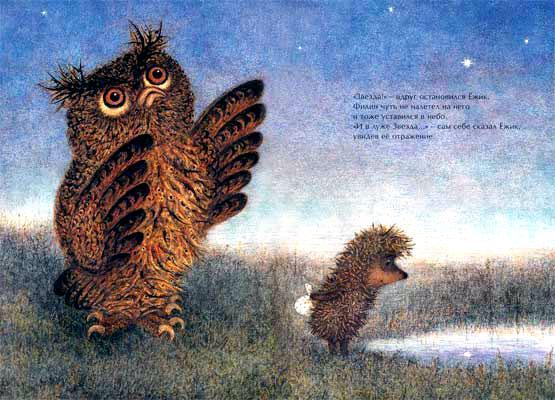 «Звезда!» – вдруг остановился Ёжик.
Филин чуть не налетел на него
и тоже уставился в небо.
«И в луже Звезда...» – сам себе сказал Ёжик,
увидев её отражение.